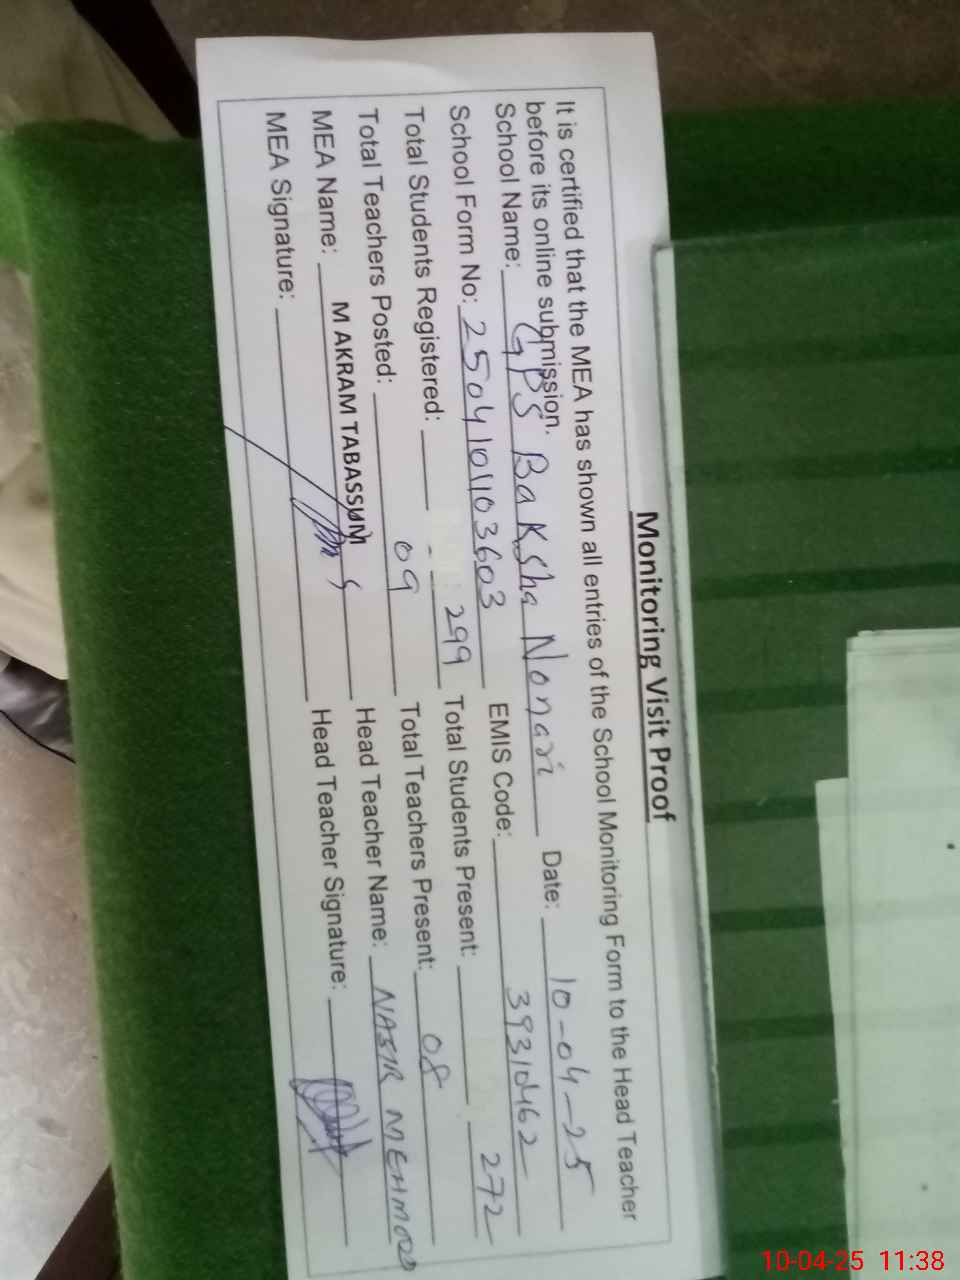 Monitoring Visit Proof
It is certified that the MEA has shown all entries of the School Monitoring Form to the Head Teacher
before its online submission.
School Name: GPS Baksha Nonari Date: 10-04-25
School Form No: 2504101103603 EMIS Code: 39310462
Total Students Registered: 299 Total Students Present: 272
Total Teachers Posted: 09 Total Teachers Present: 08
MEA Name: M AKRAM TABASSUM Head Teacher Name: NASIR MEHMOOD
MEA Signature: Head Teacher Signature:
10-04-25 11:38